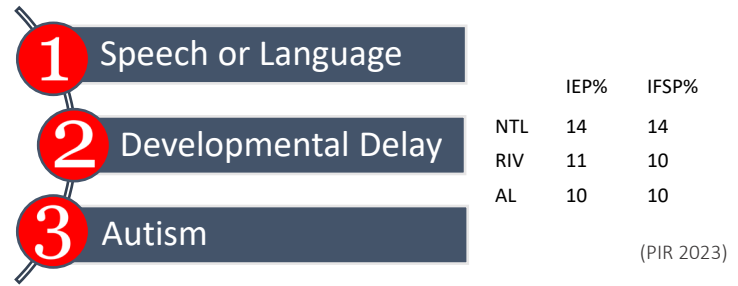 1 Speech or Language
2 Developmental Delay
3 Autism
IEP% IFSP%
NTL 14 14
RIV 11 10
AL 10 10
(PIR 2023)